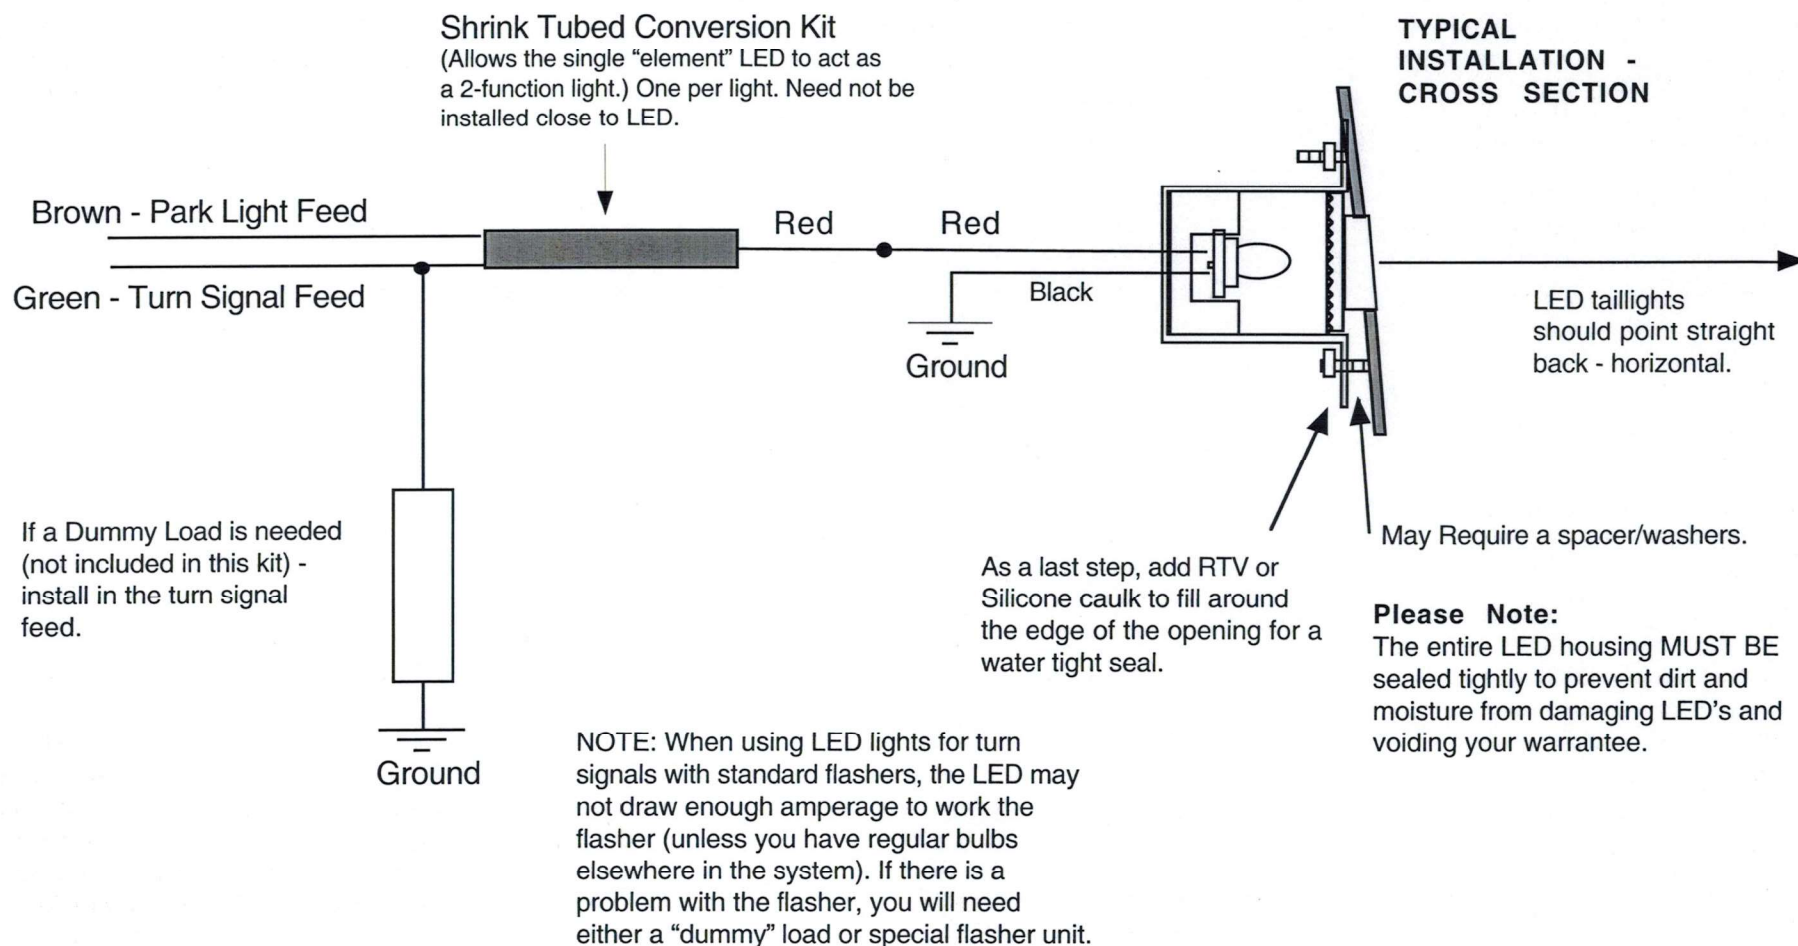 Shrink Tubed Conversion Kit
(Allows the single “element” LED to act as
a 2-function light.) One per light. Need not be
installed close to LED.
TYPICAL
INSTALLATION -
CROSS SECTION
Brown - Park Light Feed
Green - Turn Signal Feed
Red
Red
Black
Ground
LED taillights
should point straight
back - horizontal.
If a Dummy Load is needed
(not included in this kit) -
install in the turn signal
feed.
Ground
As a last step, add RTV or
Silicone caulk to fill around
the edge of the opening for a
water tight seal.
May Require a spacer/washers.
Please Note:
The entire LED housing MUST BE
sealed tightly to prevent dirt and
moisture from damaging LED's and
voiding your warrantee.
NOTE: When using LED lights for turn
signals with standard flashers, the LED may
not draw enough amperage to work the
flasher (unless you have regular bulbs
elsewhere in the system). If there is a
problem with the flasher, you will need
either a “dummy” load or special flasher unit.